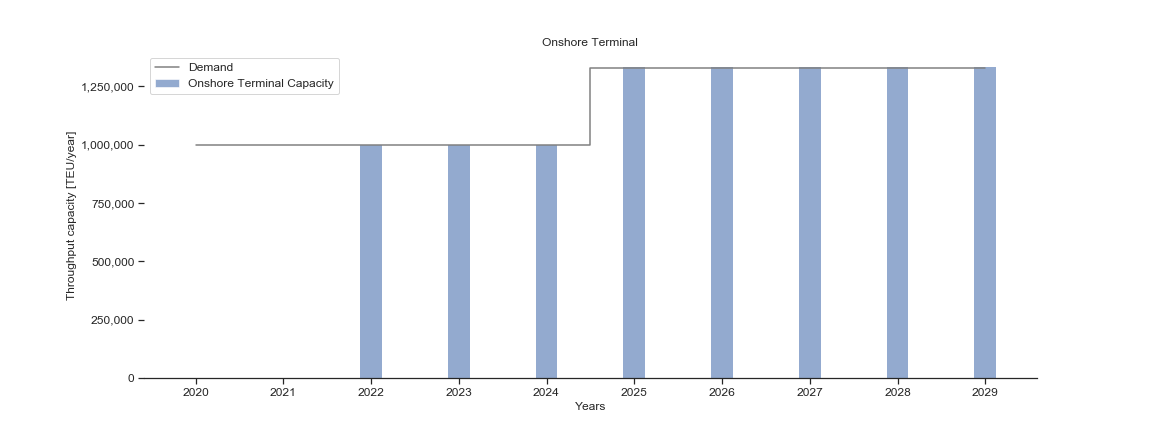 Onshore Terminal
Demand
Onshore Terminal Capacity
Throughput capacity [TEU/year]
1,250,000
1,000,000
750,000
500,000
250,000
0
2020 2021 2022 2023 2024 2025 2026 2027 2028 2029
Years